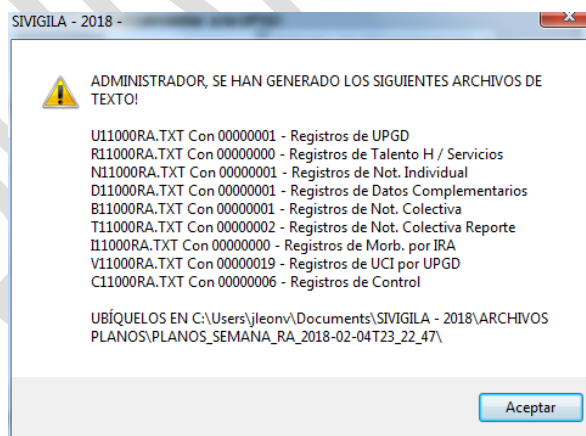 SIVIGILA - 2018 -
ADMINISTRADOR, SE HAN GENERADO LOS SIGUIENTES ARCHIVOS DE
TEXTO!
U11000RA.TXT Con 00000001 - Registros de UPGD
R11000RA.TXT Con 00000000 - Registros de Talento H / Servicios
N11000RA.TXT Con 00000001 - Registros de Not. Individual
D11000RA.TXT Con 00000001 - Registros de Datos Complementarios
B11000RA.TXT Con 00000001 - Registros de Not. Colectiva
T11000RA.TXT Con 00000002 - Registros de Not. Colectiva Reporte
I11000RA.TXT Con 00000000 - Registros de Morb. por IRA
V11000RA.TXT Con 00000019 - Registros de UCI por UPGD
C11000RA.TXT Con 00000006 - Registros de Control
UBÍQUELOS EN C:\Users\jleonv\Documents\SIVIGILA - 2018\ARCHIVOS
PLANOS\PLANOS_SEMANA_RA_2018-02-04T23_22_47\
Aceptar